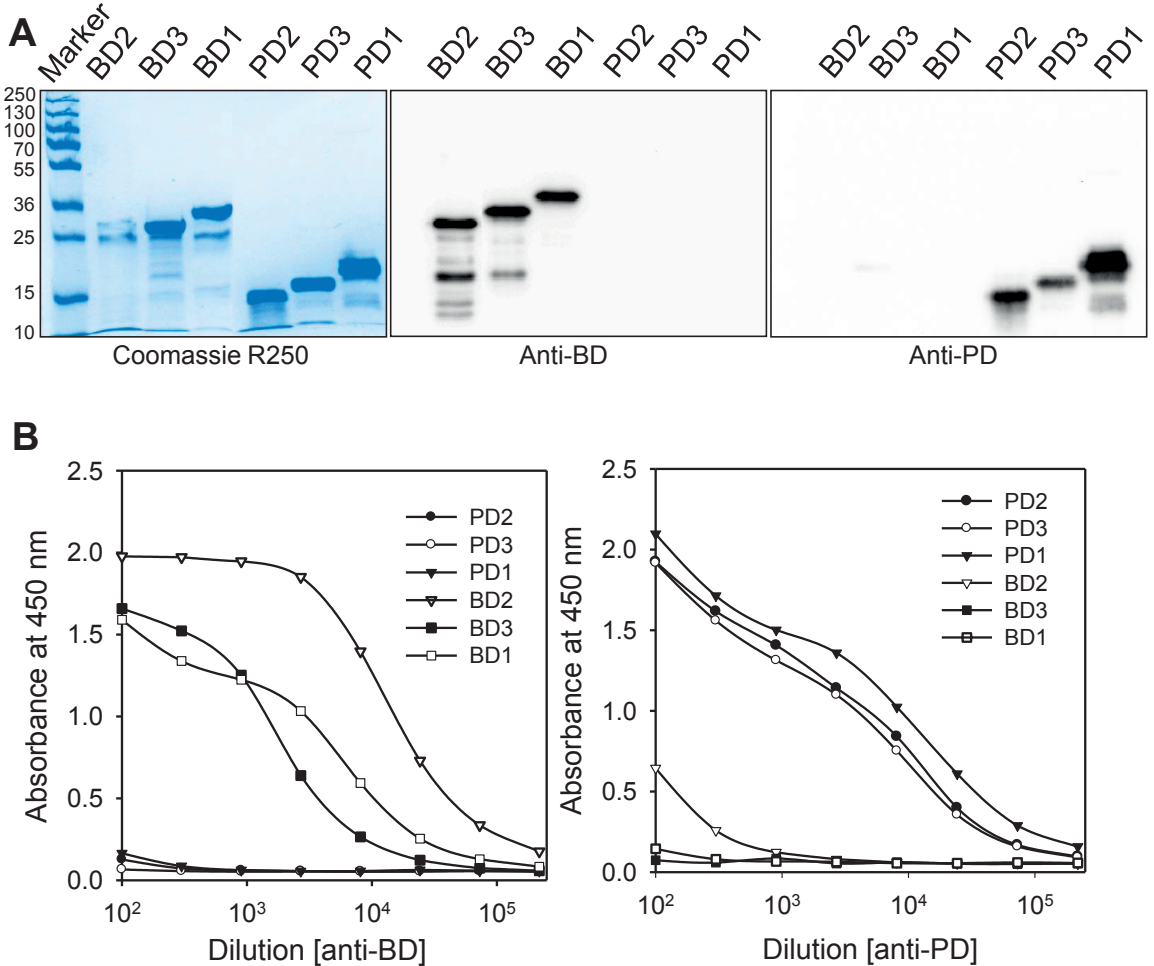 A
Marker BD2 BD3 BD1 PD2 PD3 PD1
BD2 BD3 BD1 PD2 PD3 PD1
BD2 BD3 BD1 PD2 PD3 PD1
250
130
100
70
55
36
25
15
10
Coomassie R250
Anti-BD
Anti-PD
B
Absorbance at 450 nm
2.5
2.0
1.5
1.0
0.5
0.0
PD2
PD3
PD1
BD2
BD3
BD1
10² 10³ 10⁴ 10⁵
Dilution [anti-BD]
Absorbance at 450 nm
2.5
2.0
1.5
1.0
0.5
0.0
PD2
PD3
PD1
BD2
BD3
BD1
10² 10³ 10⁴ 10⁵
Dilution [anti-PD]